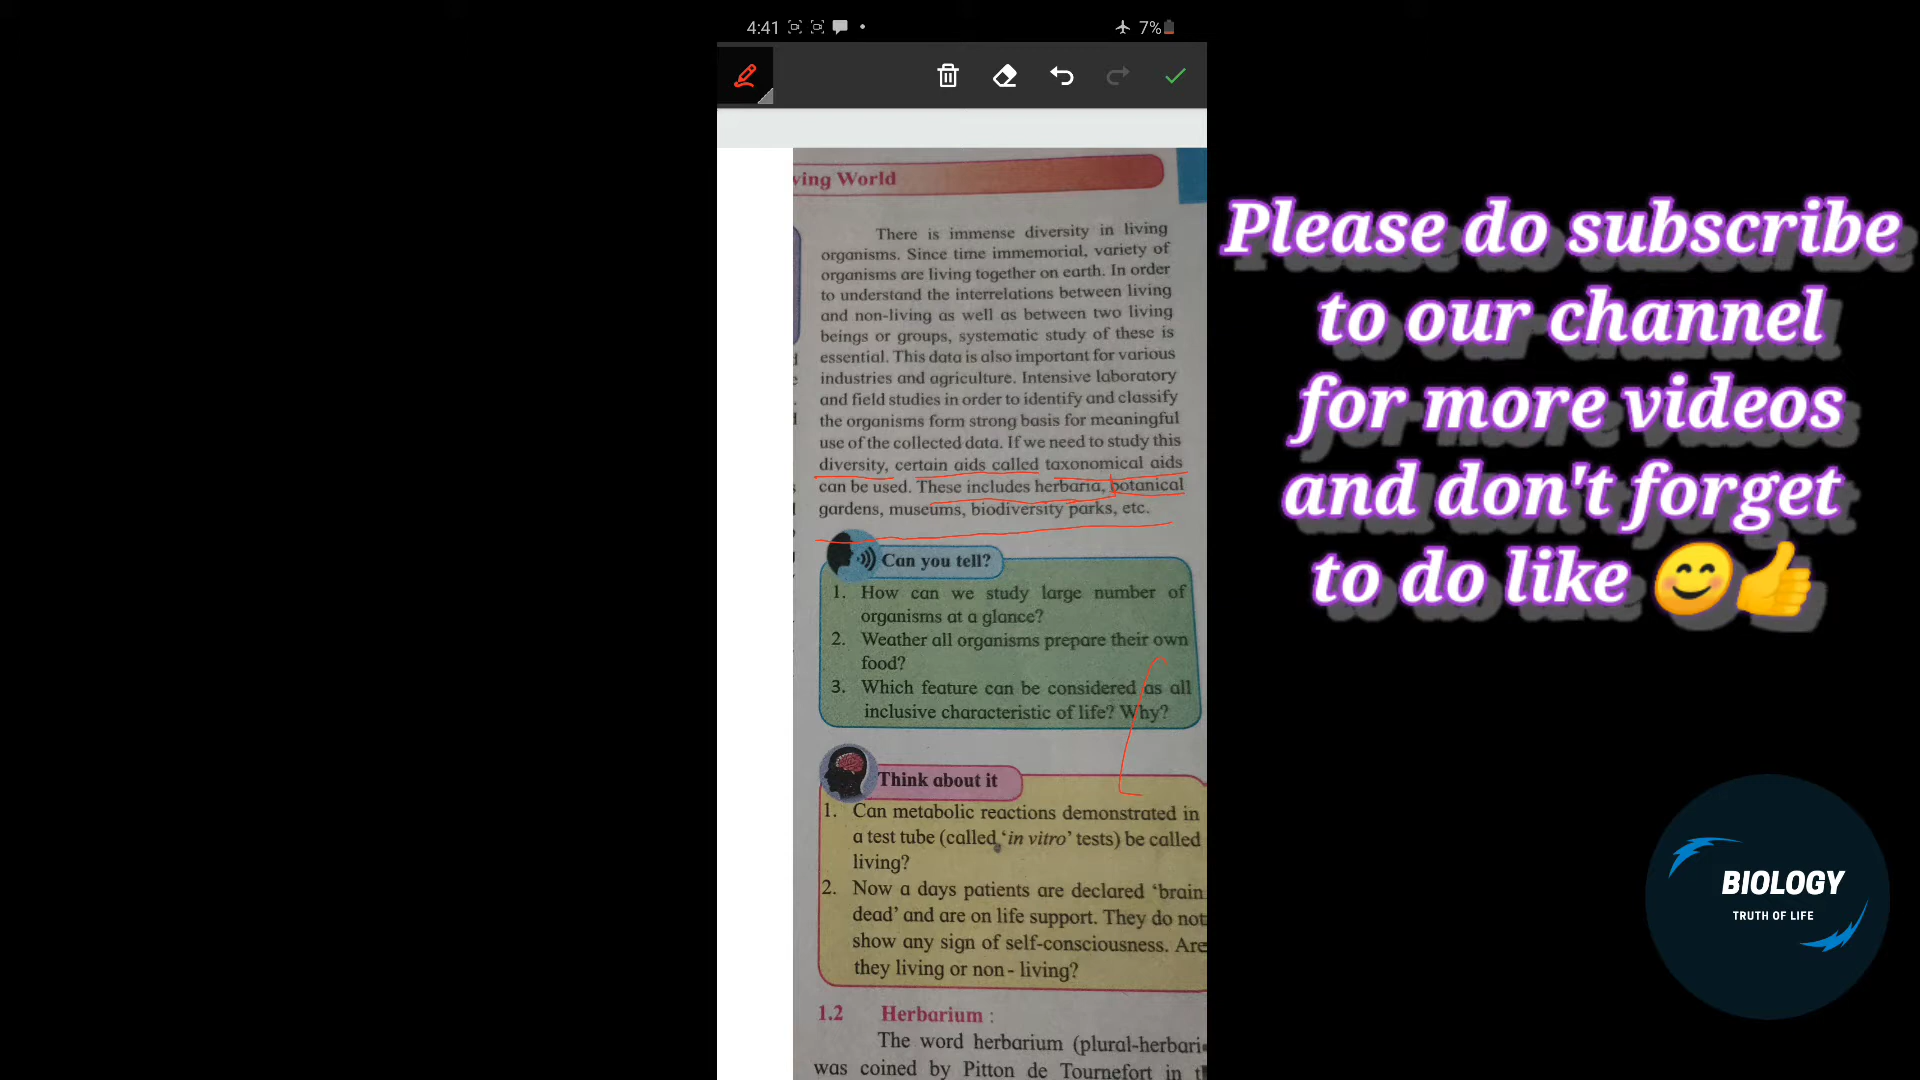 4:41
7%
ving World
There is immense diversity in living
organisms. Since time immemorial, variety of
organisms are living together on earth. In order
to understand the interrelations between living
and non-living as well as between two living
beings or groups, systematic study of these is
essential. This data is also important for various
industries and agriculture. Intensive laboratory
and field studies in order to identify and classify
the organisms form strong basis for meaningful
use of the collected data. If we need to study this
diversity, certain aids called taxonomical aids
can be used. These includes herbaria, botanical
gardens, museums, biodiversity parks, etc.
Can you tell?
1. How can we study large number of
organisms at a glance?
2. Weather all organisms prepare their own
food?
3. Which feature can be considered as all
inclusive characteristic of life? Why?
Think about it
1. Can metabolic reactions demonstrated in
a test tube (called 'in vitro' tests) be called
living?
2. Now a days patients are declared 'brain
dead' and are on life support. They do not
show any sign of self-consciousness. Are
they living or non - living?
1.2 Herbarium :
The word herbarium (plural-herbari
was coined by Pitton de Tournefort in
Please do subscribe
to our channel
for more videos
and don't forget
to do like 😊👍
BIOLOGY
TRUTH OF LIFE